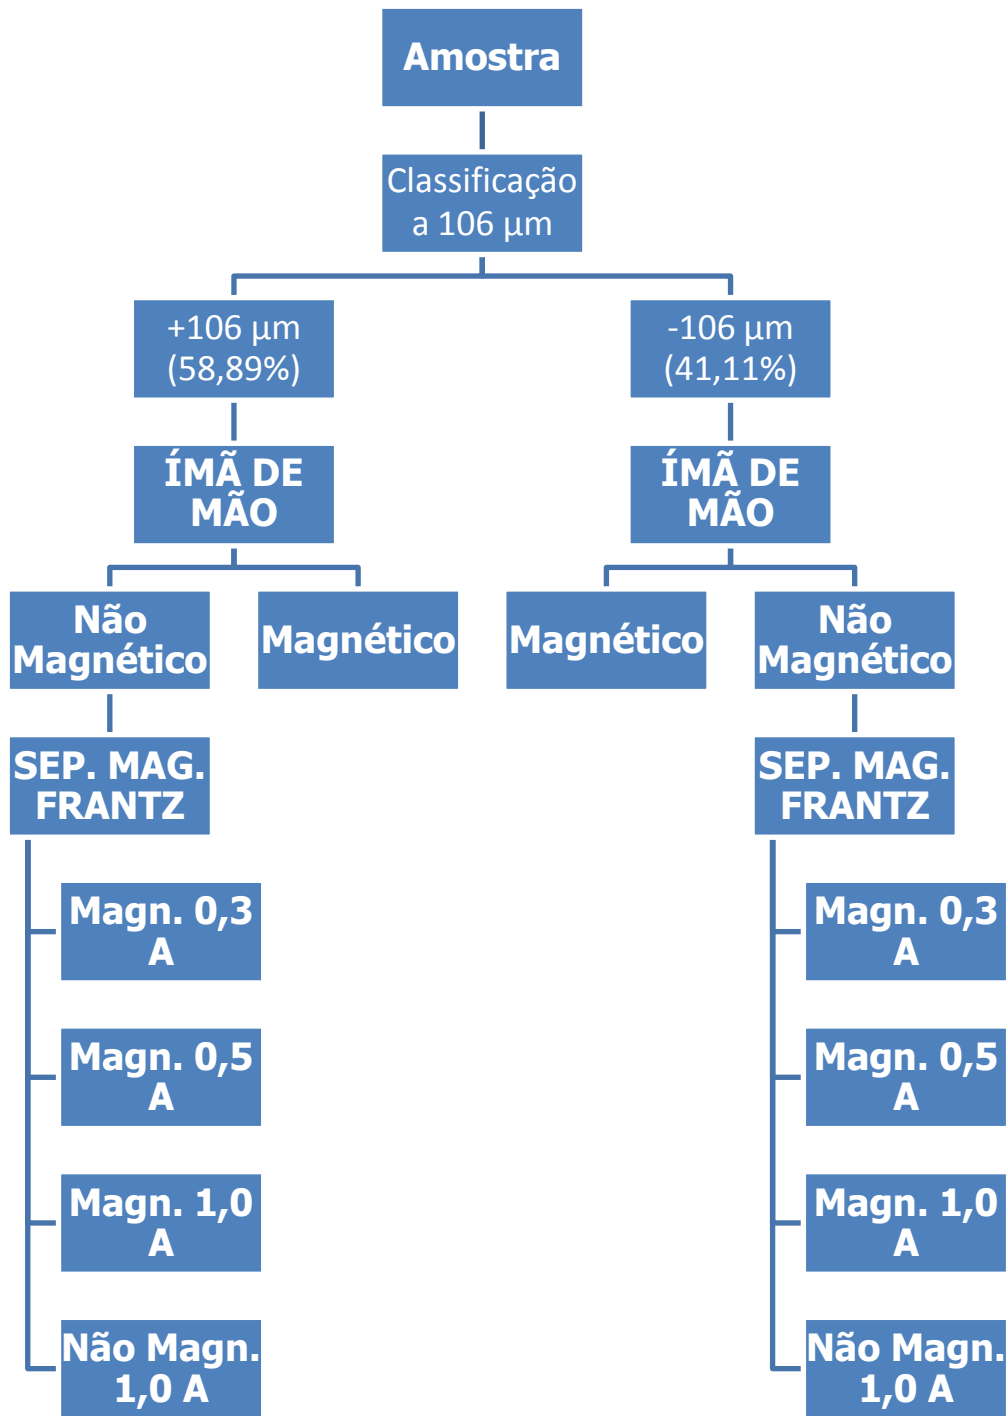 Amostra
Classificação
a 106 µm
+106 µm
(58,89%)
-106 µm
(41,11%)
ÍMÃ DE
MÃO
ÍMÃ DE
MÃO
Não
Magnético
Magnético
Magnético
Não
Magnético
SEP. MAG.
FRANTZ
SEP. MAG.
FRANTZ
Magn. 0,3
A
Magn. 0,3
A
Magn. 0,5
A
Magn. 0,5
A
Magn. 1,0
A
Magn. 1,0
A
Não Magn.
1,0 A
Não Magn.
1,0 A